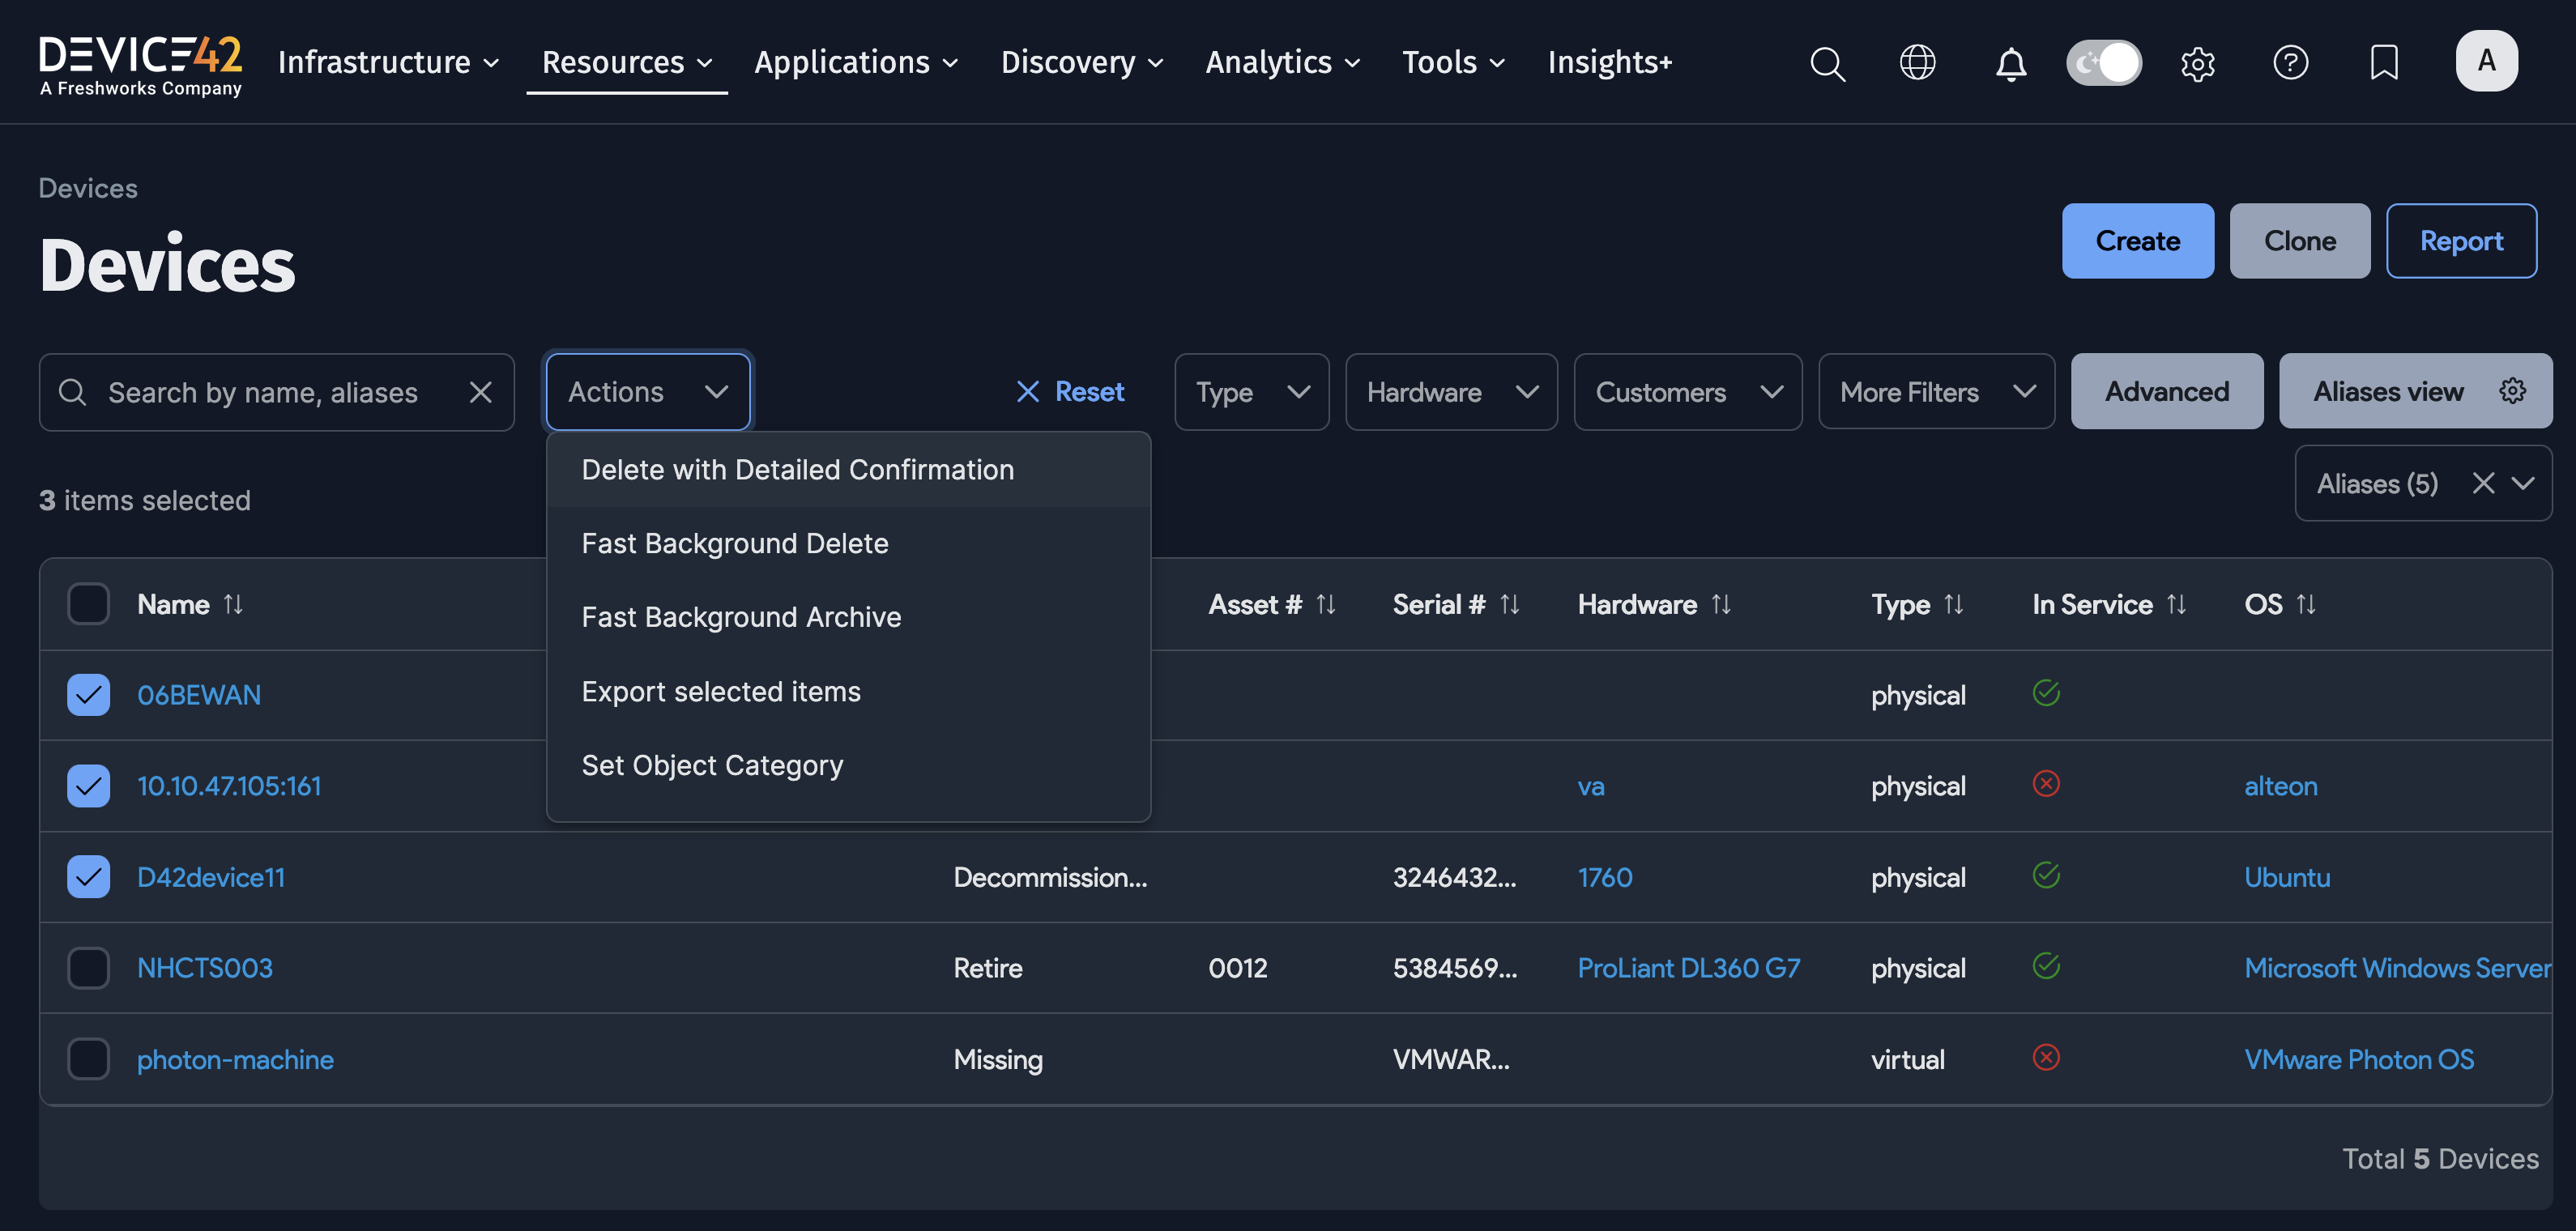 DEVICE42
A Freshworks Company
Infrastructure Resources Applications Discovery Analytics Tools Insights+
A
Devices
Devices
Create Clone Report
Search by name, aliases
Actions
Reset
Type
Hardware
Customers
More Filters
Advanced
Aliases view
Delete with Detailed Confirmation
Fast Background Delete
Fast Background Archive
Export selected items
Set Object Category
3 items selected
Aliases (5)
Name Asset # Serial # Hardware Type In Service OS
06BEWAN physical
10.10.47.105:161 va physical alteon
D42device11 Decommission... 3246432... 1760 physical Ubuntu
NHCTS003 Retire 0012 5384569... ProLiant DL360 G7 physical Microsoft Windows Server
photon-machine Missing VMWAR... virtual VMware Photon OS
Total 5 Devices